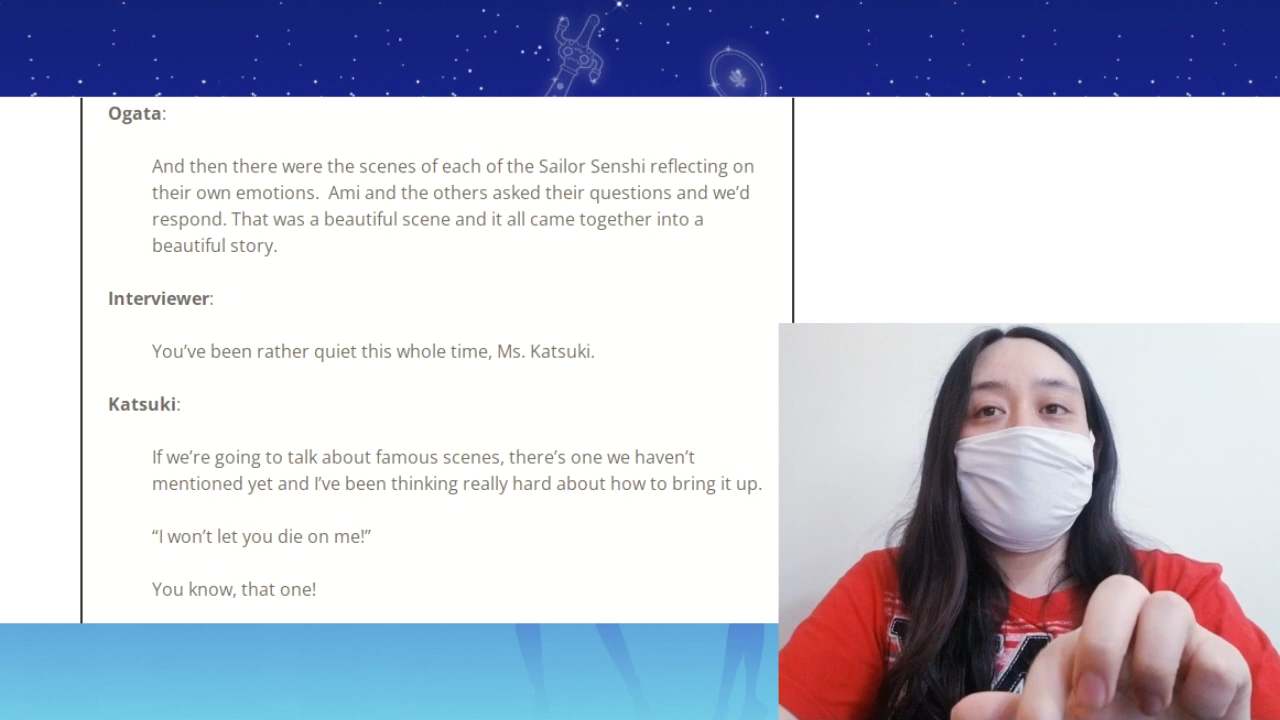 Ogata:
And then there were the scenes of each of the Sailor Senshi reflecting on
their own emotions.  Ami and the others asked their questions and we’d
respond. That was a beautiful scene and it all came together into a
beautiful story.
Interviewer:
You’ve been rather quiet this whole time, Ms. Katsuki.
Katsuki:
If we’re going to talk about famous scenes, there’s one we haven’t
mentioned yet and I’ve been thinking really hard about how to bring it up.
“I won’t let you die on me!”
You know, that one!